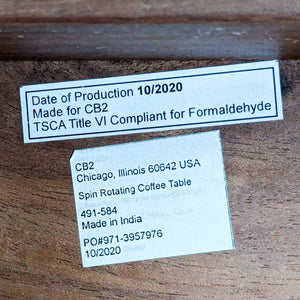 Date of Production 10/2020
Made for CB2
TSCA Title VI Compliant for Formaldehyde
CB2
Chicago, Illinois 60642 USA
Spin Rotating Coffee Table
491-584
Made in India
PO#971-3957976
10/2020